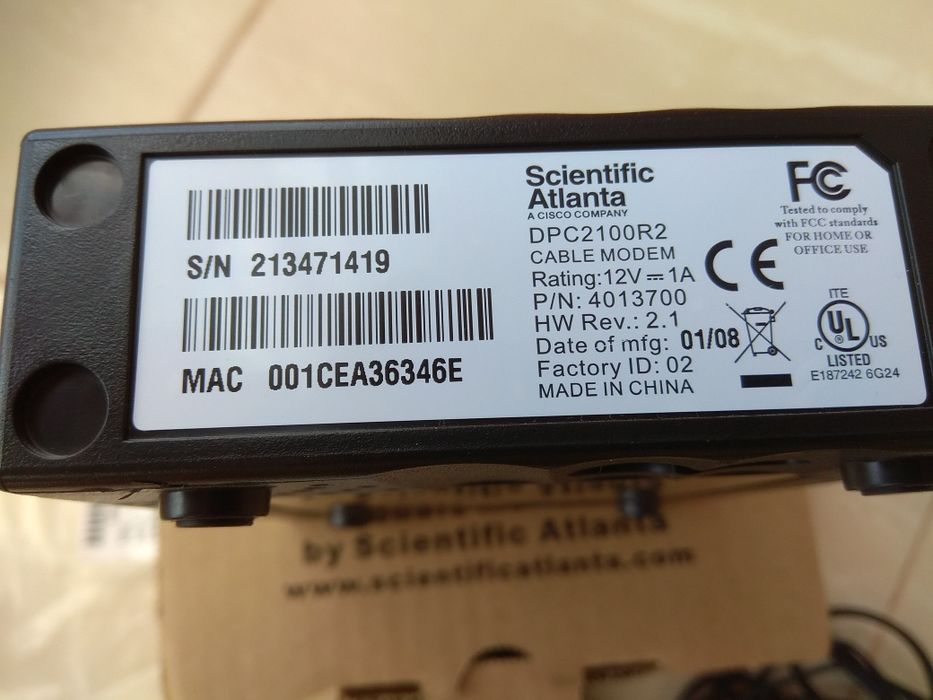 S/N 213471419
MAC 001CEA36346E
Scientific
Atlanta
A CISCO COMPANY
DPC2100R2
CABLE MODEM
Rating:12V⎓1A
P/N: 4013700
HW Rev.: 2.1
Date of mfg: 01/08
Factory ID: 02
MADE IN CHINA
FC
Tested to comply
with FCC standards
FOR HOME OR
OFFICE USE
CE
ITE
C UL ® US
LISTED
E187242 6G24
by Scientific Atlanta
www.scientificatlanta.com